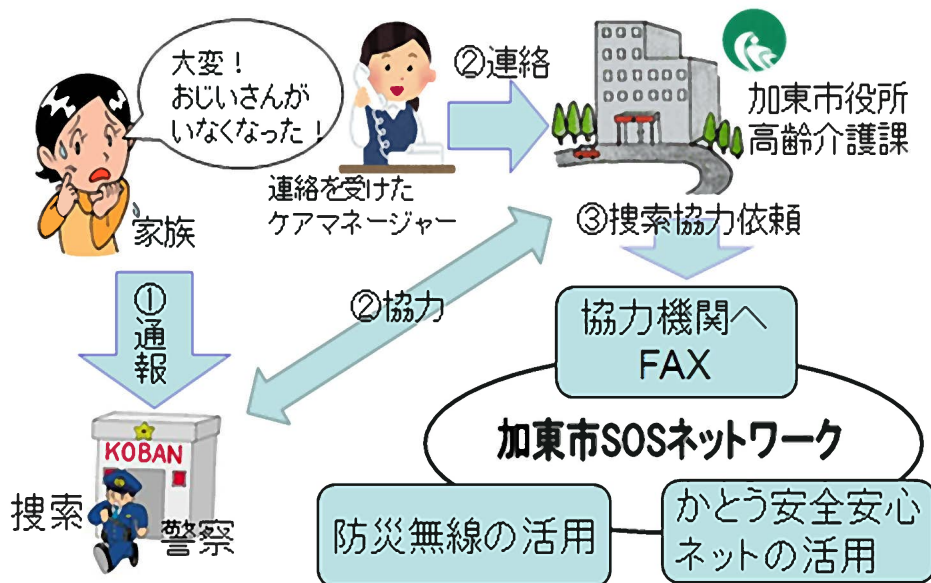 大変！
おじいさんが
いなくなった！
家族
連絡を受けた
ケアマネージャー
②連絡
加東市役所
高齢介護課
①
通
報
②協力
③捜索協力依頼
協力機関へ
FAX
加東市SOSネットワーク
防災無線の活用
かとう安全安心
ネットの活用
KOBAN
捜索
警察